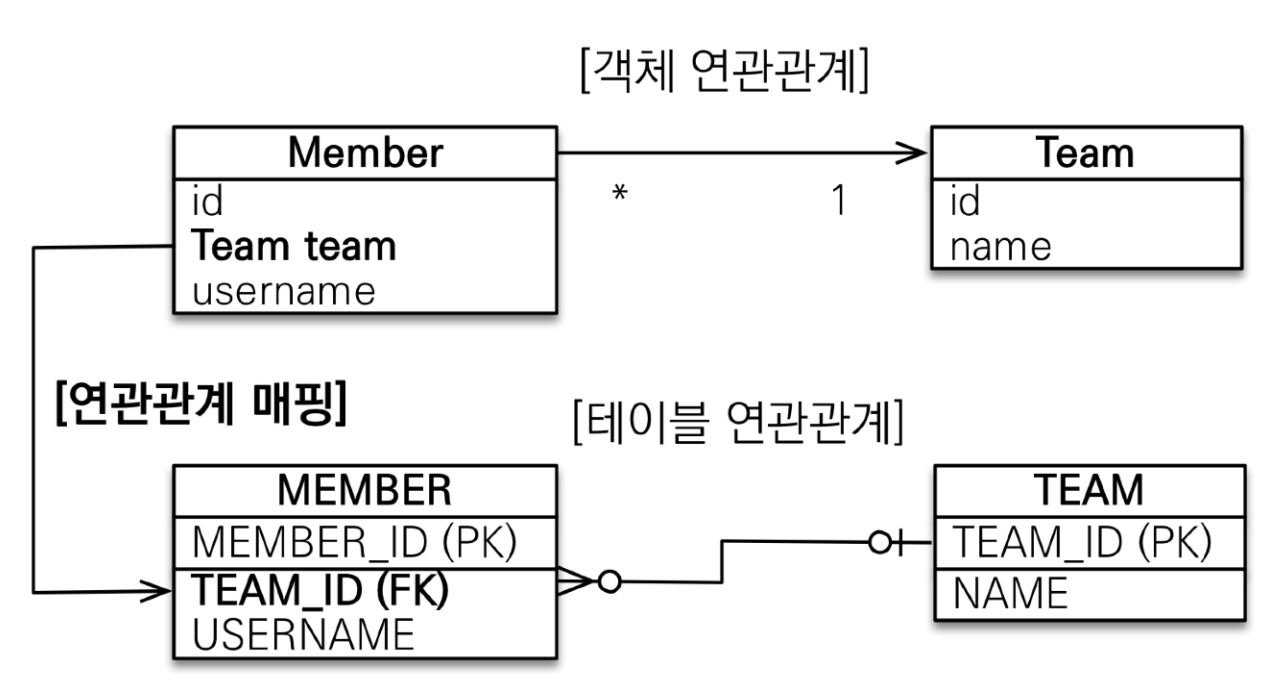 [객체 연관관계]
Member
id
Team team
username
*
1
Team
id
name
[연관관계 매핑]
[테이블 연관관계]
MEMBER
MEMBER_ID (PK)
TEAM_ID (FK)
USERNAME
TEAM
TEAM_ID (PK)
NAME